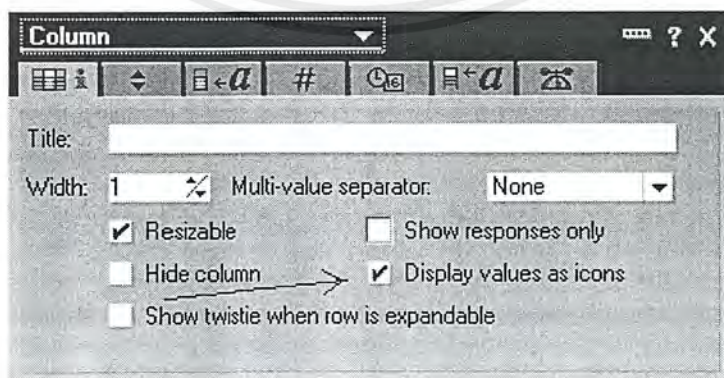 Column
?
X
i
a
#
16
a
Title:
Width: 1 Multi-value separator: None
Resizable Show responses only
Hide column Display values as icons
Show twistie when row is expandable